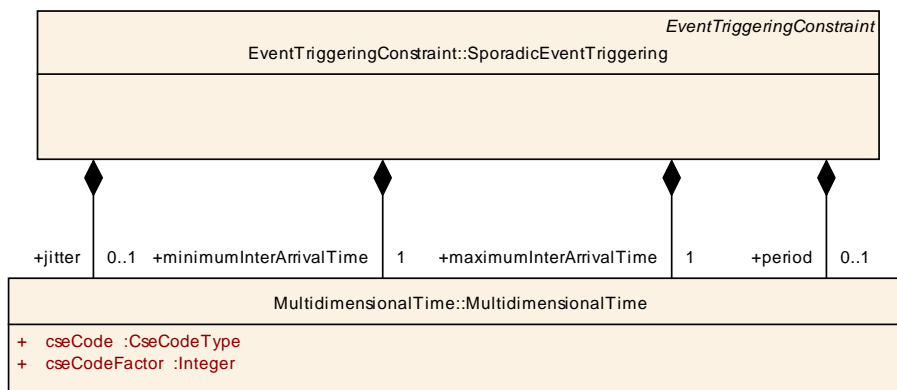 EventTriggeringConstraint
EventTriggeringConstraint::SporadicEventTriggering
+jitter 0..1 +minimumInterArrivalTime 1 +maximumInterArrivalTime 1 +period 0..1
MultidimensionalTime::MultidimensionalTime
+ cseCode :CseCodeType
+ cseCodeFactor :Integer